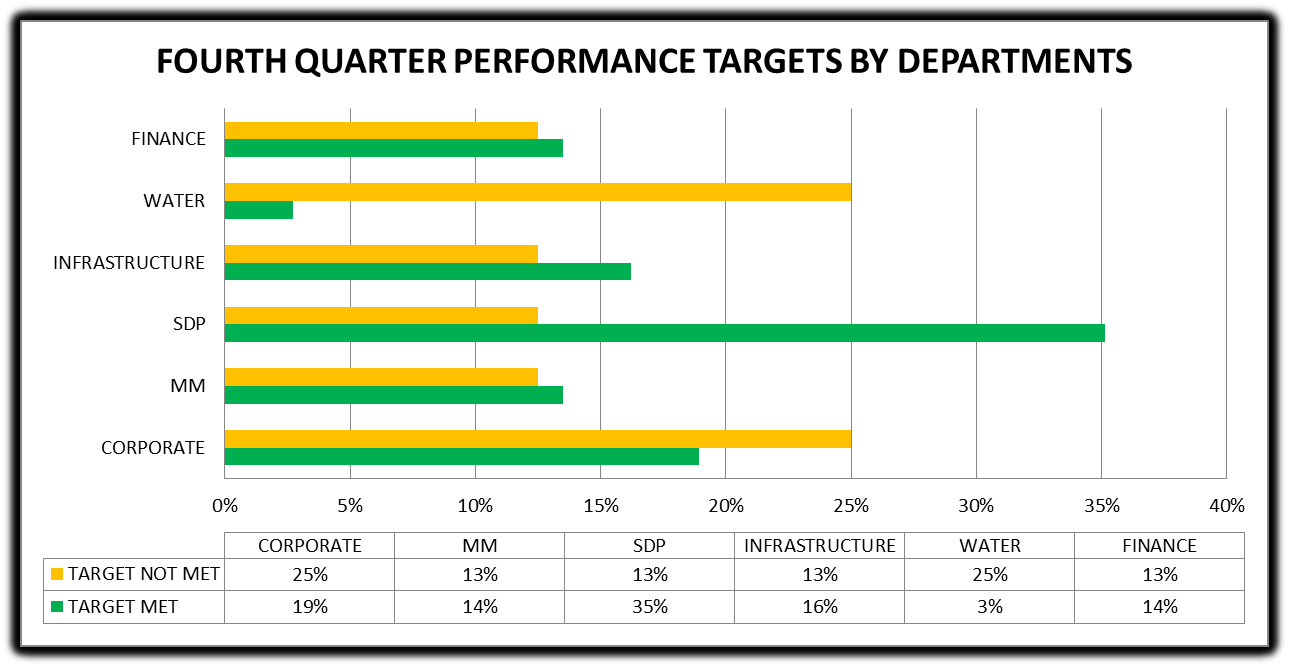 FOURTH QUARTER PERFORMANCE TARGETS BY DEPARTMENTS
FINANCE
WATER
INFRASTRUCTURE
SDP
MM
CORPORATE
0% 5% 10% 15% 20% 25% 30% 35% 40%
CORPORATE MM SDP INFRASTRUCTURE WATER FINANCE
TARGET NOT MET 25% 13% 13% 13% 25% 13%
TARGET MET 19% 14% 35% 16% 3% 14%